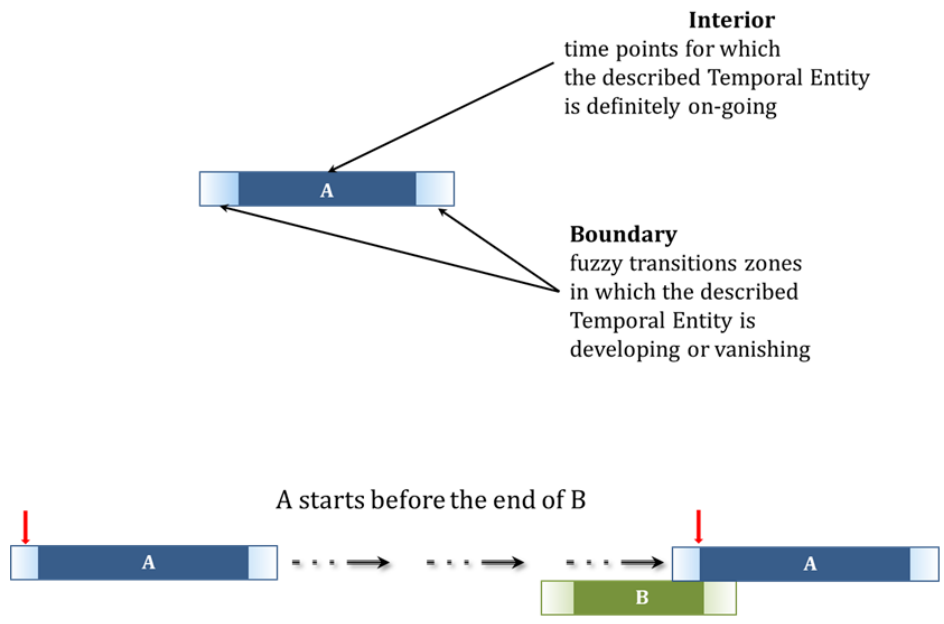 Interior
time points for which
the described Temporal Entity
is definitely on-going
A
Boundary
fuzzy transitions zones
in which the described
Temporal Entity is
developing or vanishing
A starts before the end of B
A
A
B